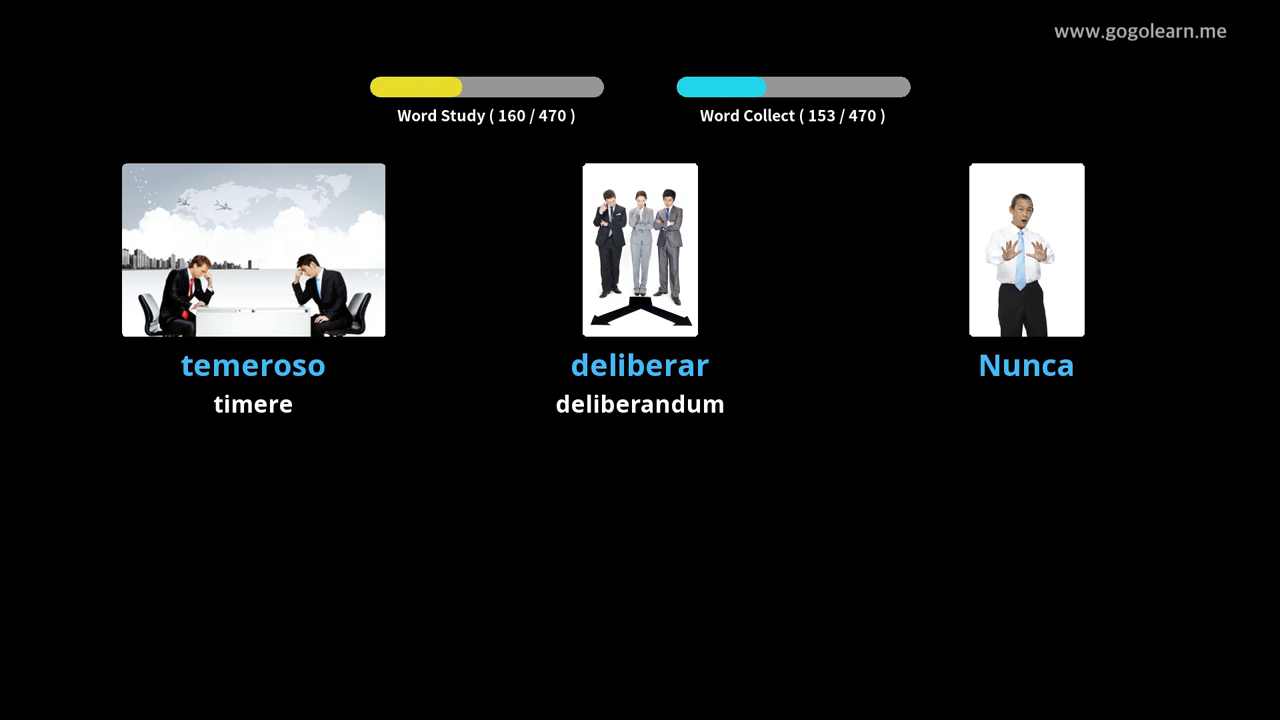 www.gogolearn.me
Word Study ( 160 / 470 )
Word Collect ( 153 / 470 )
temeroso
timere
deliberar
deliberandum
Nunca